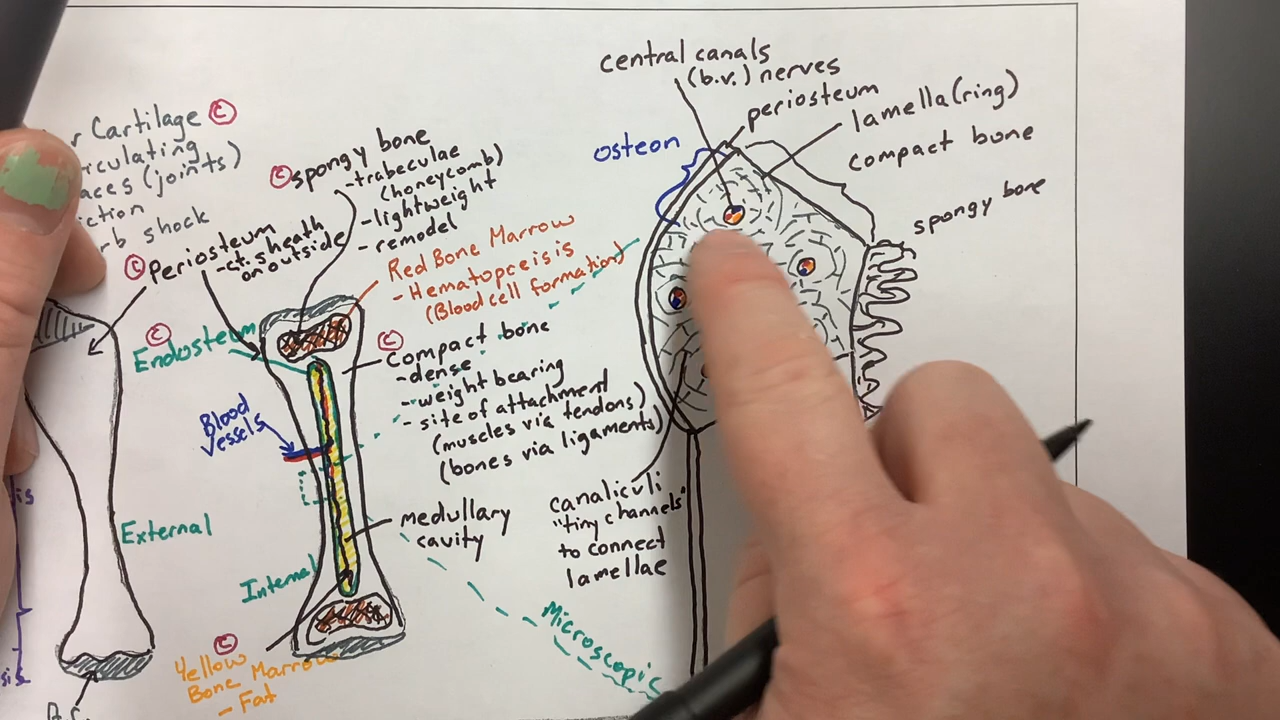 Cartilage ©
(joints)
shock
© Periosteum
-c.t. sheath
on outside
© spongy bone
-trabeculae
(honeycomb)
-lightweight
-remodel
Red Bone Marrow
- Hematopoeisis
(Blood cell formation)
©
Endosteum
© Compact bone
-dense
-weight bearing
- site of attachment
(muscles via tendons)
(bones via ligaments)
Blood
Vessels
medullary
cavity
External
Internal
©
Yellow
Bone Marrow
- Fat
Microscopic
central canals
(b.v.) nerves
periosteum
lamella (ring)
compact bone
spongy bone
osteon
canaliculi
"tiny channels"
to connect
lamellae